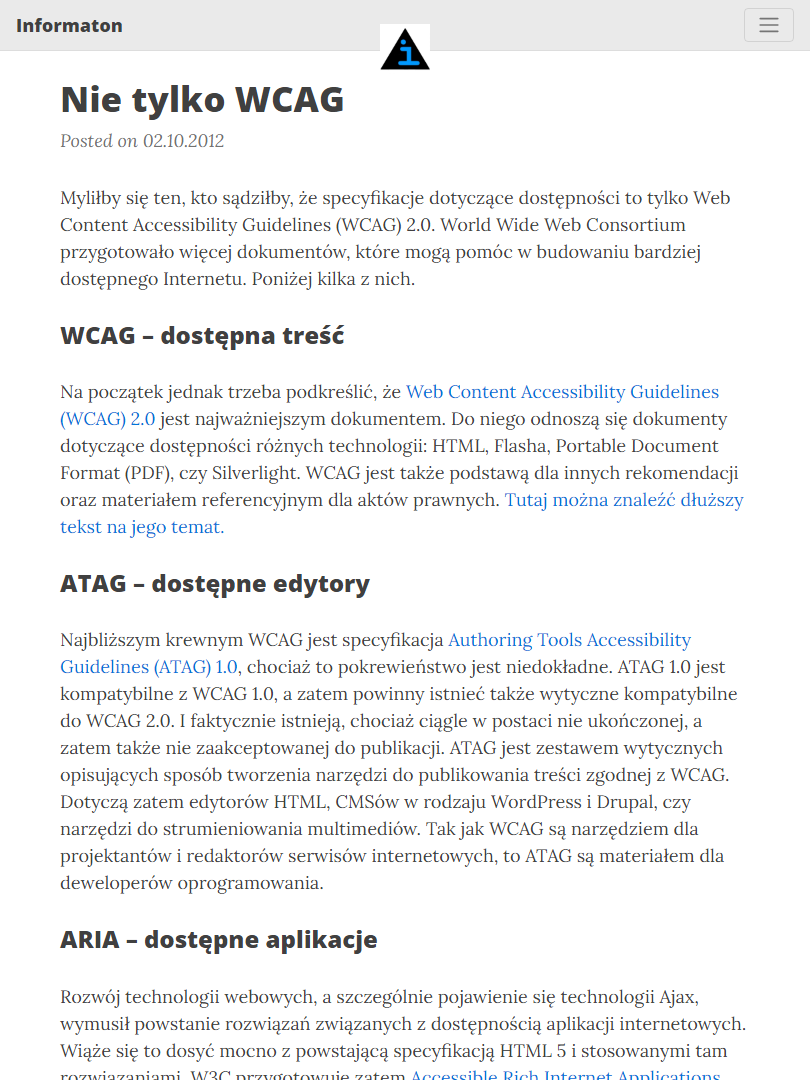 Informaton
i
Nie tylko WCAG
Posted on 02.10.2012
Myliłby się ten, kto sądziłby, że specyfikacje dotyczące dostępności to tylko Web
Content Accessibility Guidelines (WCAG) 2.0. World Wide Web Consortium
przygotowało więcej dokumentów, które mogą pomóc w budowaniu bardziej
dostępnego Internetu. Poniżej kilka z nich.
WCAG – dostępna treść
Na początek jednak trzeba podkreślić, że Web Content Accessibility Guidelines
(WCAG) 2.0 jest najważniejszym dokumentem. Do niego odnoszą się dokumenty
dotyczące dostępności różnych technologii: HTML, Flasha, Portable Document
Format (PDF), czy Silverlight. WCAG jest także podstawą dla innych rekomendacji
oraz materiałem referencyjnym dla aktów prawnych. Tutaj można znaleźć dłuższy
tekst na jego temat.
ATAG – dostępne edytory
Najbliższym krewnym WCAG jest specyfikacja Authoring Tools Accessibility
Guidelines (ATAG) 1.0, chociaż to pokrewieństwo jest niedokładne. ATAG 1.0 jest
kompatybilne z WCAG 1.0, a zatem powinny istnieć także wytyczne kompatybilne
do WCAG 2.0. I faktycznie istnieją, chociaż ciągle w postaci nie ukończonej, a
zatem także nie zaakceptowanej do publikacji. ATAG jest zestawem wytycznych
opisujących sposób tworzenia narzędzi do publikowania treści zgodnej z WCAG.
Dotyczą zatem edytorów HTML, CMSów w rodzaju WordPress i Drupal, czy
narzędzi do strumieniowania multimediów. Tak jak WCAG są narzędziem dla
projektantów i redaktorów serwisów internetowych, to ATAG są materiałem dla
deweloperów oprogramowania.
ARIA – dostępne aplikacje
Rozwój technologii webowych, a szczególnie pojawienie się technologii Ajax,
wymusił powstanie rozwiązań związanych z dostępnością aplikacji internetowych.
Wiąże się to dosyć mocno z powstającą specyfikacją HTML 5 i stosowanymi tam
rozwiązaniami. W3C przygotowuje zatem Accessible Rich Internet Applications